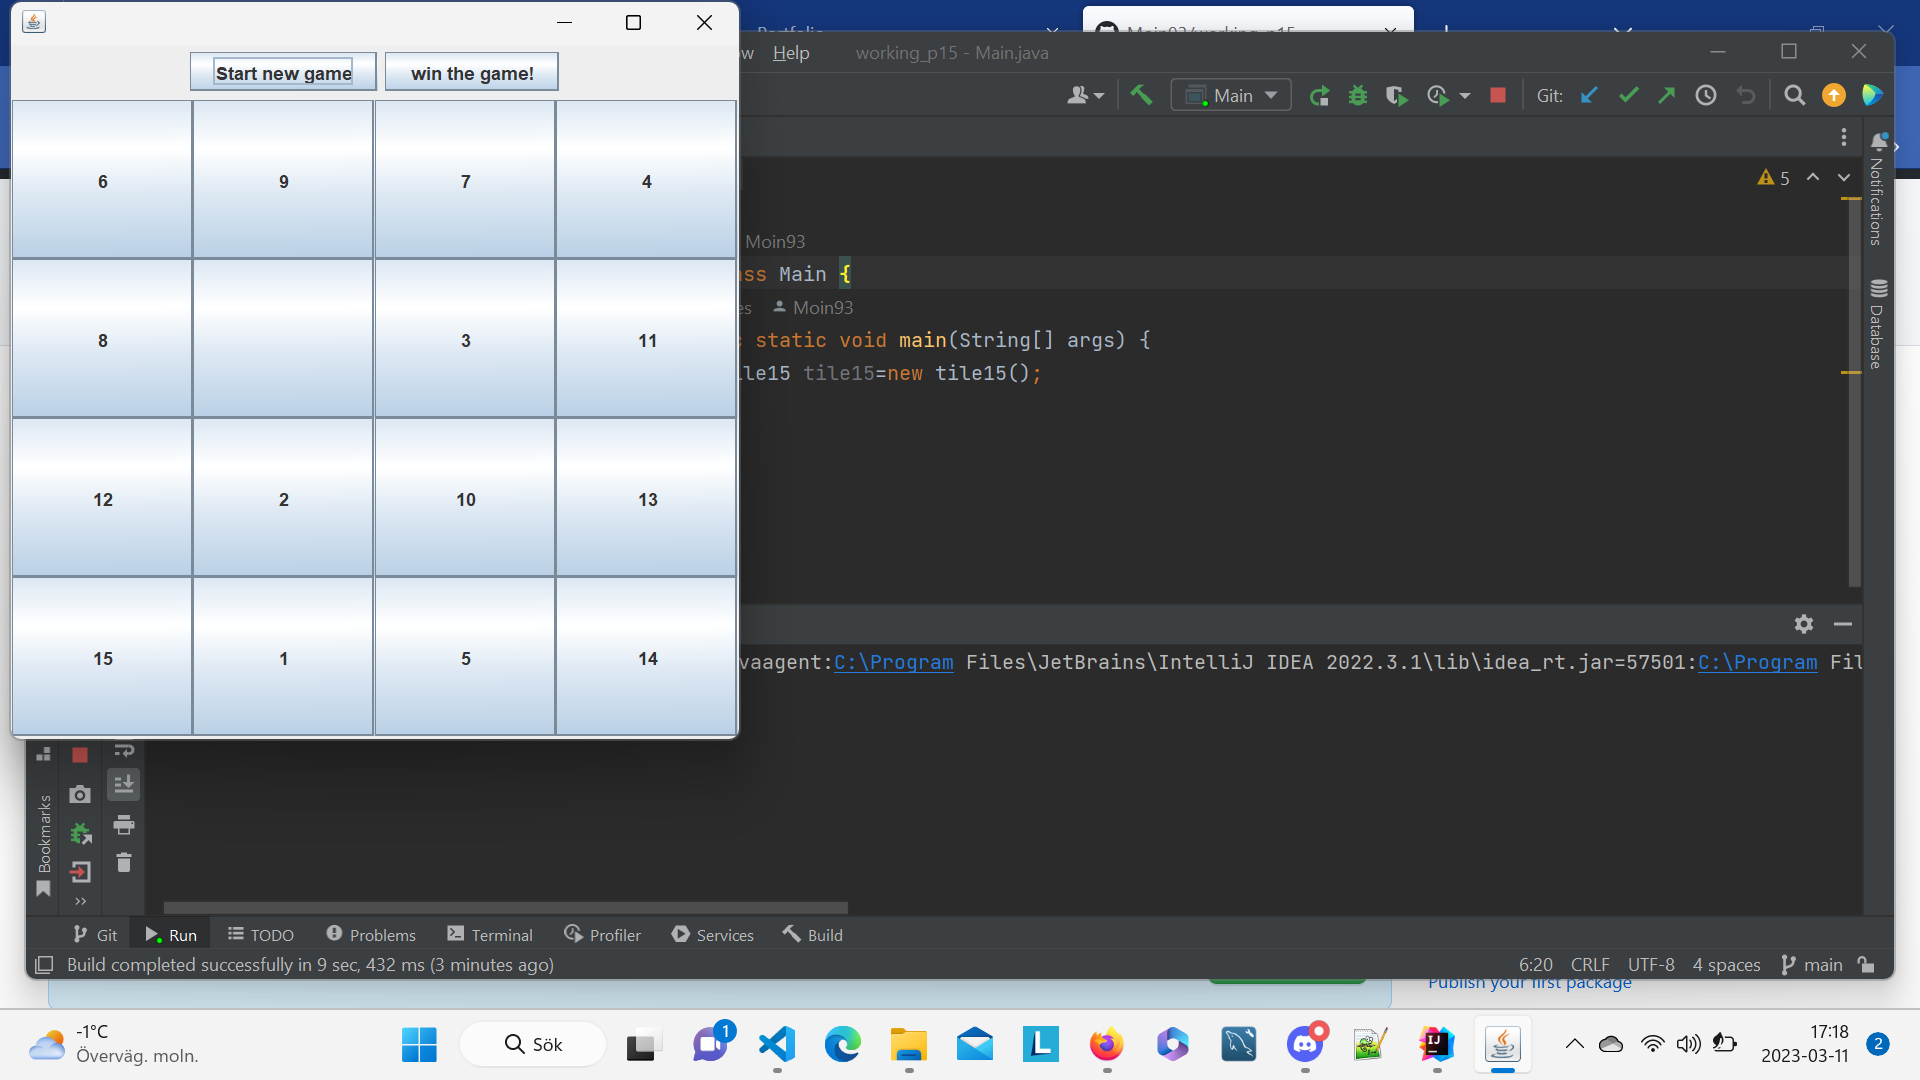 Start new game
win the game!
6 9 7 4
8 3 11
12 2 10 13
15 1 5 14
Help
working_p15 - Main.java
Main
Git:
5
Moin93
ss Main {
es Moin93
static void main(String[] args) {
le15 tile15=new tile15();
Notifications
Database
vaagent:C:\Program Files\JetBrains\IntelliJ IDEA 2022.3.1\lib\idea_rt.jar=57501:C:\Program Fil
Bookmarks
Git Run TODO Problems Terminal Profiler Services Build
Build completed successfully in 9 sec, 432 ms (3 minutes ago)
6:20 CRLF UTF-8 4 spaces main
Publish your first package
-1°C
Överväg. moln.
Sök
1
L
IJ
17:18
2023-03-11
2